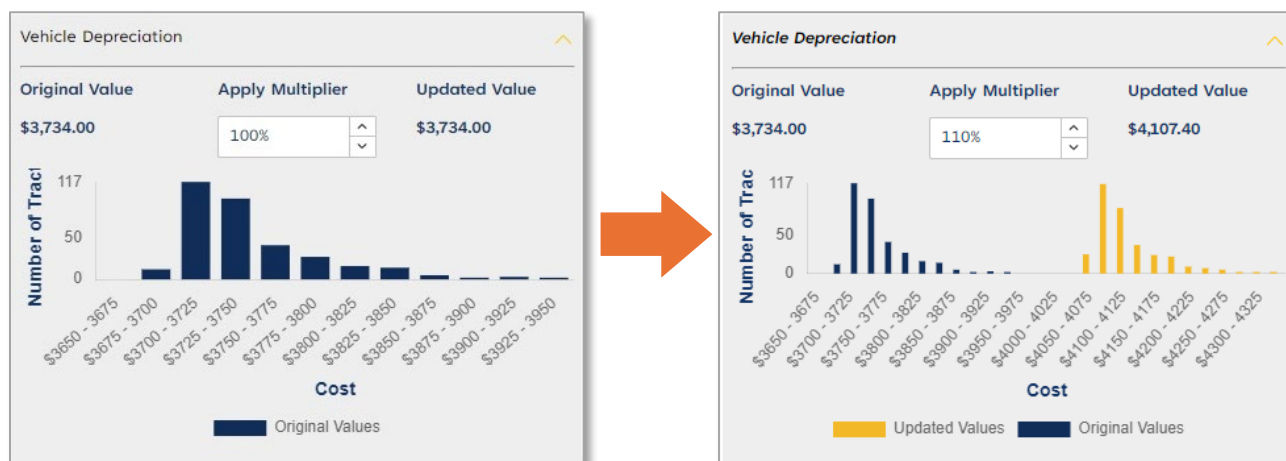 Vehicle Depreciation
Original Value Apply Multiplier Updated Value
$3,734.00 100% $3,734.00
Number of Tract
117
50
0
$3650 - 3675
$3675 - 3700
$3700 - 3725
$3725 - 3750
$3750 - 3775
$3775 - 3800
$3800 - 3825
$3825 - 3850
$3850 - 3875
$3875 - 3900
$3900 - 3925
$3925 - 3950
Cost
Original Values
Vehicle Depreciation
Original Value Apply Multiplier Updated Value
$3,734.00 110% $4,107.40
Number of Trac
117
50
0
$3650 - 3675
$3700 - 3725
$3750 - 3775
$3800 - 3825
$3850 - 3875
$3900 - 3925
$3950 - 3975
$4000 - 4025
$4050 - 4075
$4100 - 4125
$4150 - 4175
$4200 - 4225
$4250 - 4275
$4300 - 4325
Cost
Updated Values Original Values